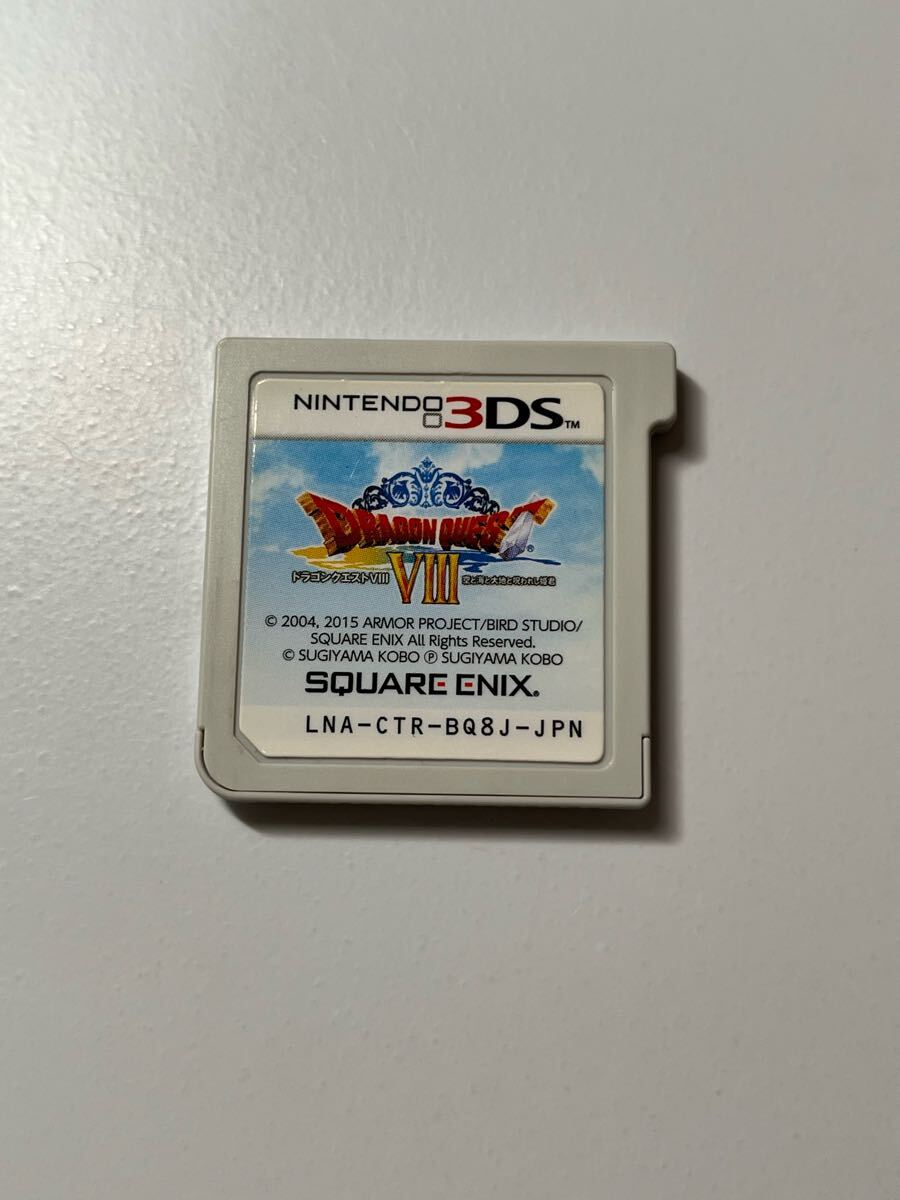 NINTENDO 3DS™
DRAGON QUEST®
ドラゴンクエストVIII VIII 空と海と大地と呪われし姫君
© 2004, 2015 ARMOR PROJECT/BIRD STUDIO/
SQUARE ENIX All Rights Reserved.
© SUGIYAMA KOBO ℗ SUGIYAMA KOBO
SQUARE ENIX®
LNA-CTR-BQ8J-JPN